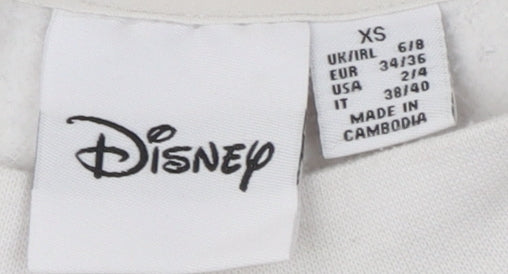 Disney
XS
UK/IRL 6/8
EUR 34/36
USA 2/4
IT 38/40
MADE IN
CAMBODIA